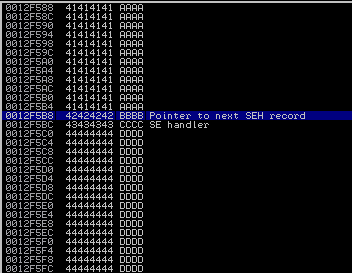 0012F588 41414141 AAAA
0012F58C 41414141 AAAA
0012F590 41414141 AAAA
0012F594 41414141 AAAA
0012F598 41414141 AAAA
0012F59C 41414141 AAAA
0012F5A0 41414141 AAAA
0012F5A4 41414141 AAAA
0012F5A8 41414141 AAAA
0012F5AC 41414141 AAAA
0012F5B0 41414141 AAAA
0012F5B4 41414141 AAAA
0012F5B8 42424242 BBBB Pointer to next SEH record
0012F5BC 43434343 CCCC SE handler
0012F5C0 44444444 DDDD
0012F5C4 44444444 DDDD
0012F5C8 44444444 DDDD
0012F5CC 44444444 DDDD
0012F5D0 44444444 DDDD
0012F5D4 44444444 DDDD
0012F5D8 44444444 DDDD
0012F5DC 44444444 DDDD
0012F5E0 44444444 DDDD
0012F5E4 44444444 DDDD
0012F5E8 44444444 DDDD
0012F5EC 44444444 DDDD
0012F5F0 44444444 DDDD
0012F5F4 44444444 DDDD
0012F5F8 44444444 DDDD
0012F5FC 44444444 DDDD